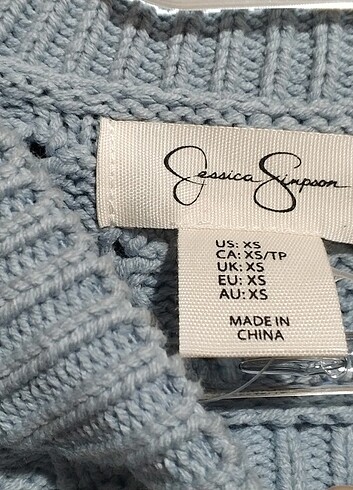 Jessica Simpson
US: XS
CA: XS/TP
UK: XS
EU: XS
AU: XS
MADE IN
CHINA